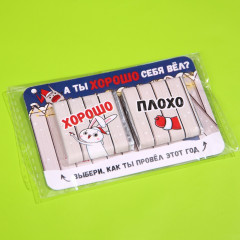 А ТЫ ХОРОШО СЕБЯ ВЁЛ?
ХОРОШО
ПЛОХО
ВЫБЕРИ, КАК ТЫ ПРОВЁЛ ЭТОТ ГОД